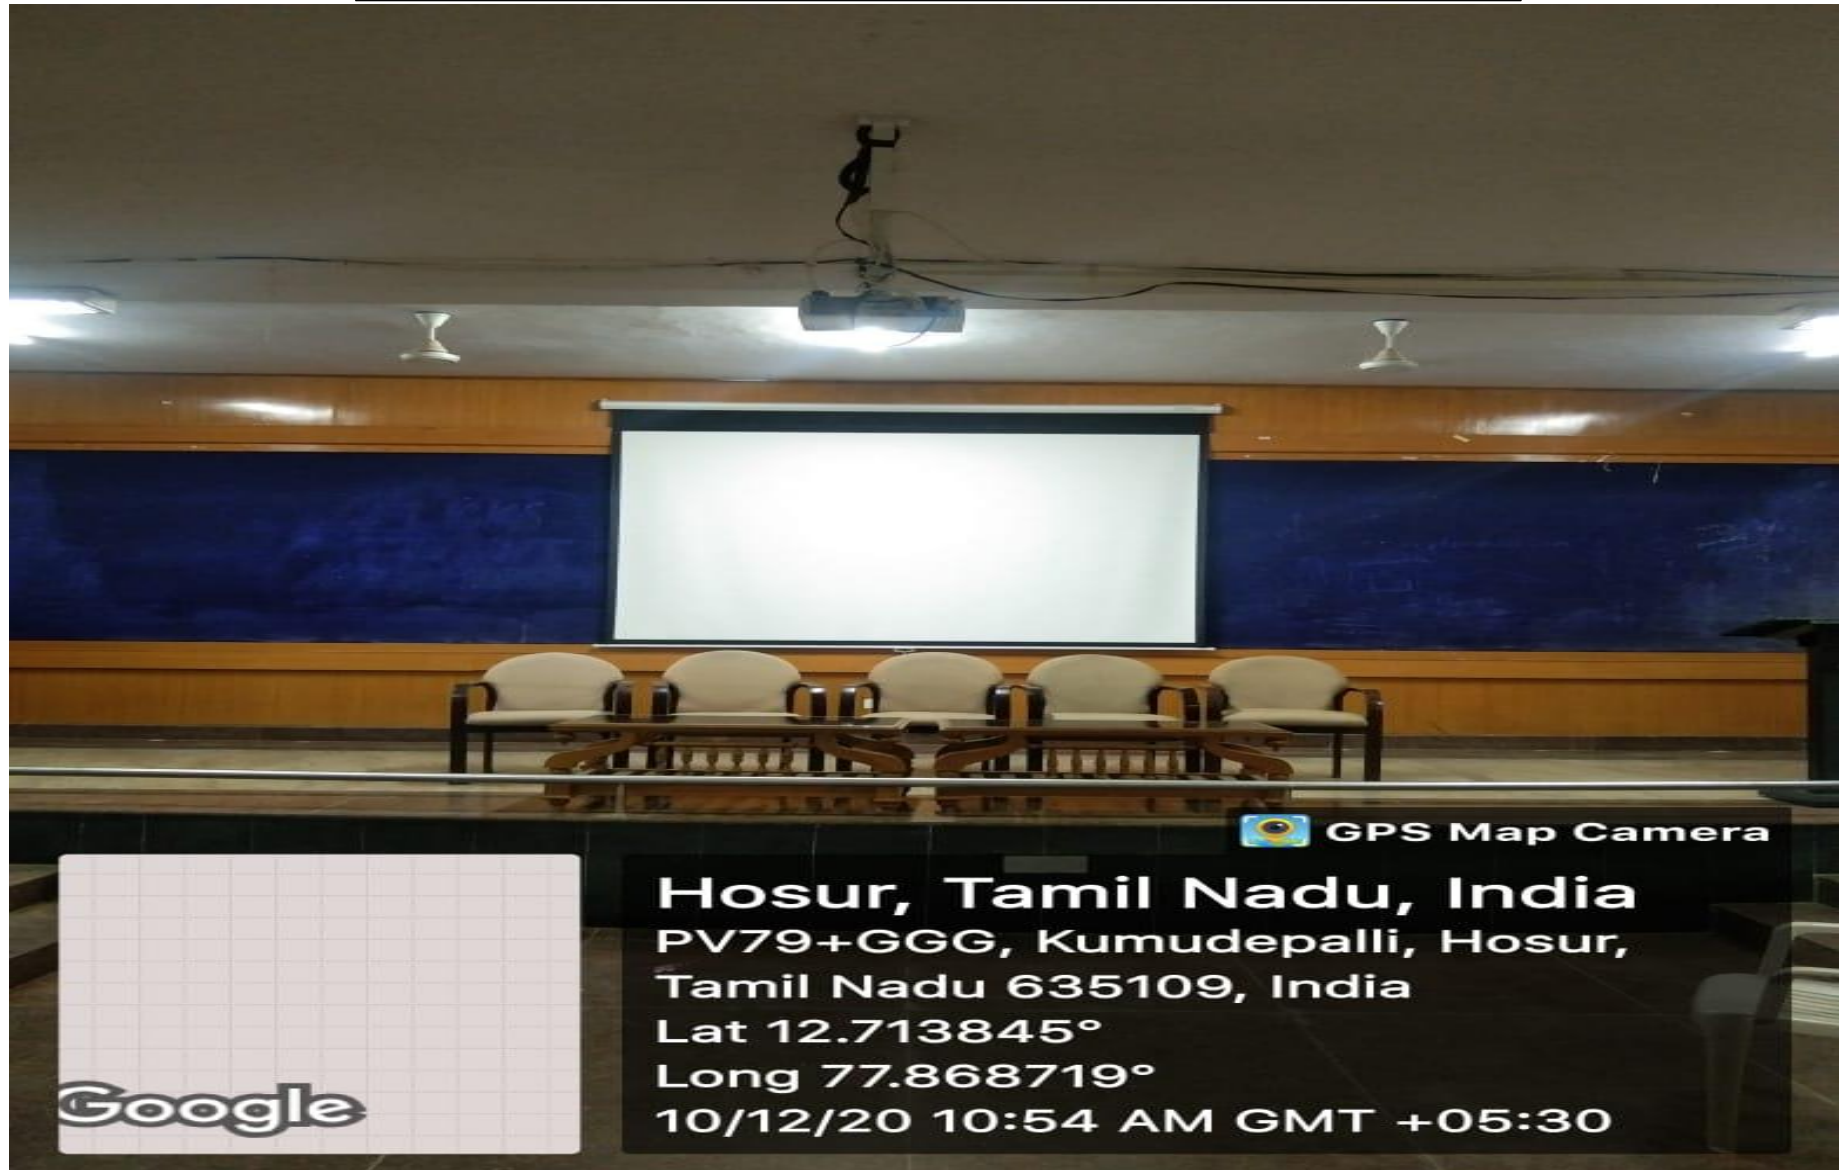 GPS Map Camera
Hosur, Tamil Nadu, India
PV79+GGG, Kumudepalli, Hosur,
Tamil Nadu 635109, India
Lat 12.713845°
Long 77.868719°
10/12/20 10:54 AM GMT +05:30
Google